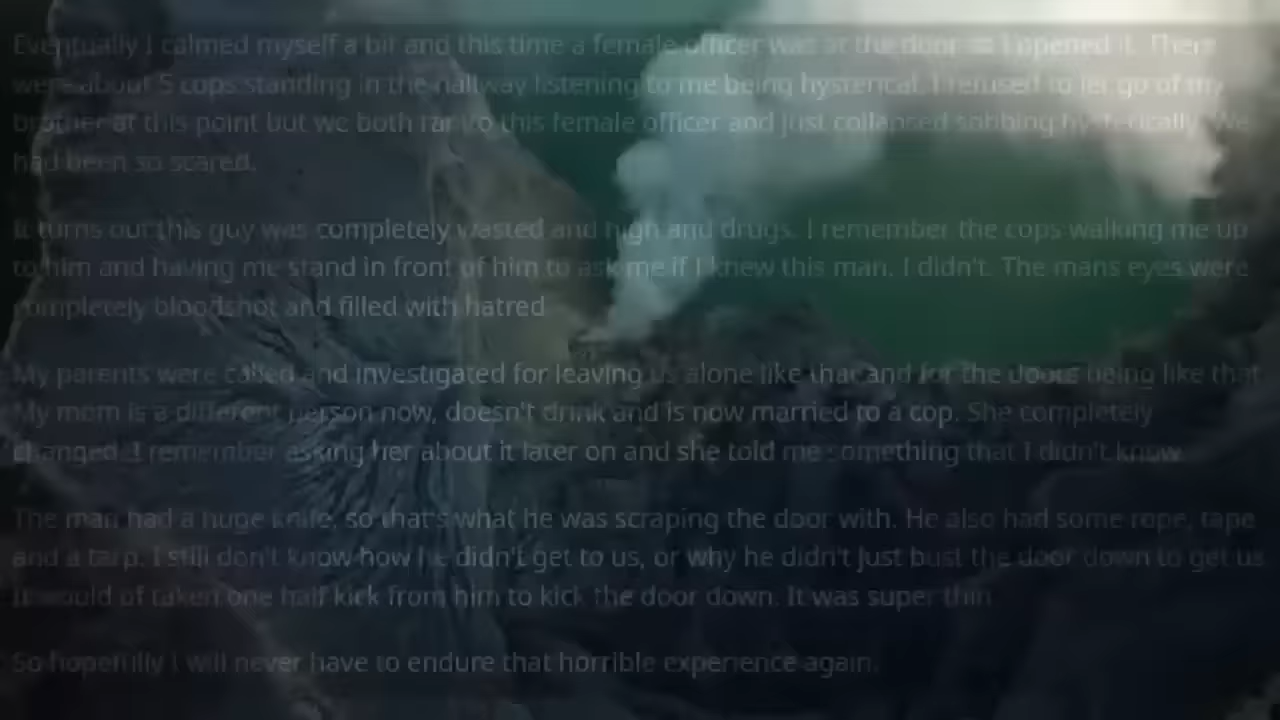 Eventually I calmed myself a bit and this time a female officer was at the door as I opened it. There
were about 5 cops standing in the hallway listening to me being hysterical. I refused to let go of my
brother at this point but we both ran to this female officer and just collapsed sobbing hysterically. We
had been so scared.
It turns out this guy was completely wasted and high and drugs. I remember the cops walking me up
to him and having me stand in front of him to ask me if I knew this man. I didn't. The mans eyes were
completely bloodshot and filled with hatred
My parents were called and investigated for leaving us alone like that and for the doors being like that
My mom is a different person now, doesn't drink and is now married to a cop. She completely
changed. I remember asking her about it later on and she told me something that I didn't know
The man had a huge knife, so that's what he was scraping the door with. He also had some rope, tape
and a tarp. I still don't know how he didn't get to us, or why he didn't just bust the door down to get us
It would of taken one half kick from him to kick the door down. It was super thin
So hopefully I will never have to endure that horrible experience again.